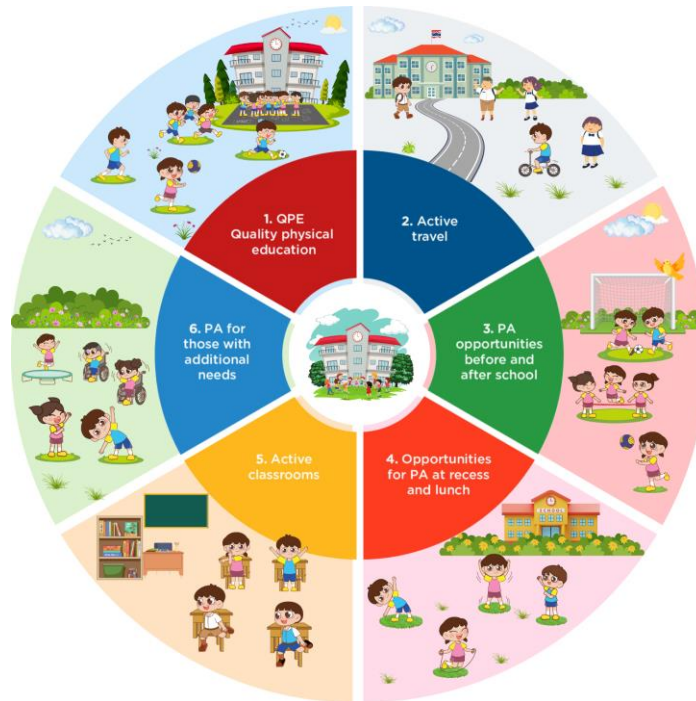 1. QPE
Quality physical
education
2. Active
travel
3. PA
opportunities
before and
after school
4. Opportunities
for PA at recess
and lunch
5. Active
classrooms
6. PA for
those with
additional
needs
SCHOOL